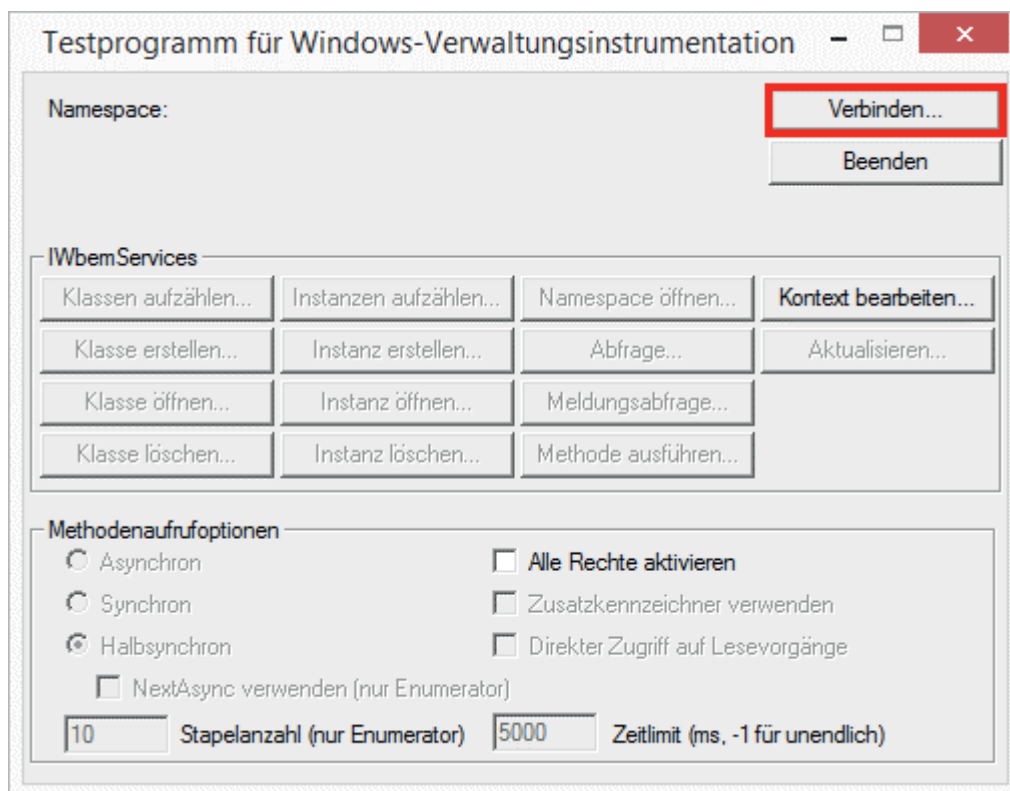 Testprogramm für Windows-Verwaltungsinstrumentation
Namespace:
Verbinden...
Beenden
IWbemServices
Klassen aufzählen... Instanzen aufzählen... Namespace öffnen... Kontext bearbeiten...
Klasse erstellen... Instanz erstellen... Abfrage... Aktualisieren...
Klasse öffnen... Instanz öffnen... Meldungsabfrage...
Klasse löschen... Instanz löschen... Methode ausführen...
Methodenaufrufoptionen
Asynchron Alle Rechte aktivieren
Synchron Zusatzkennzeichner verwenden
Halbsynchron Direkter Zugriff auf Lesevorgänge
NextAsync verwenden (nur Enumerator)
10 Stapelanzahl (nur Enumerator) 5000 Zeitlimit (ms, -1 für unendlich)